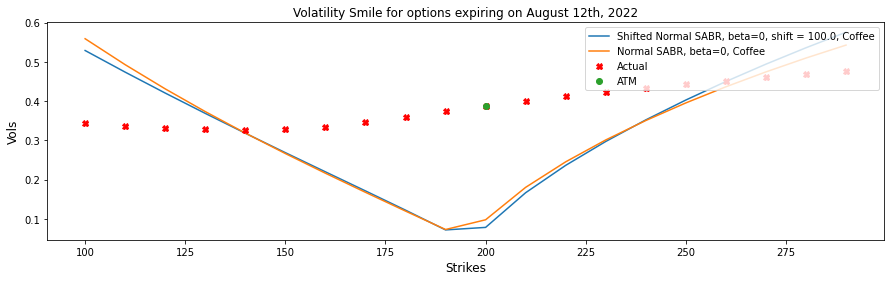 Volatility Smile for options expiring on August 12th, 2022
0.6
0.5
0.4
0.3
0.2
0.1
Vols
Shifted Normal SABR, beta=0, shift = 100.0, Coffee
Normal SABR, beta=0, Coffee
Actual
ATM
100
125
150
175
200
225
250
275
Strikes